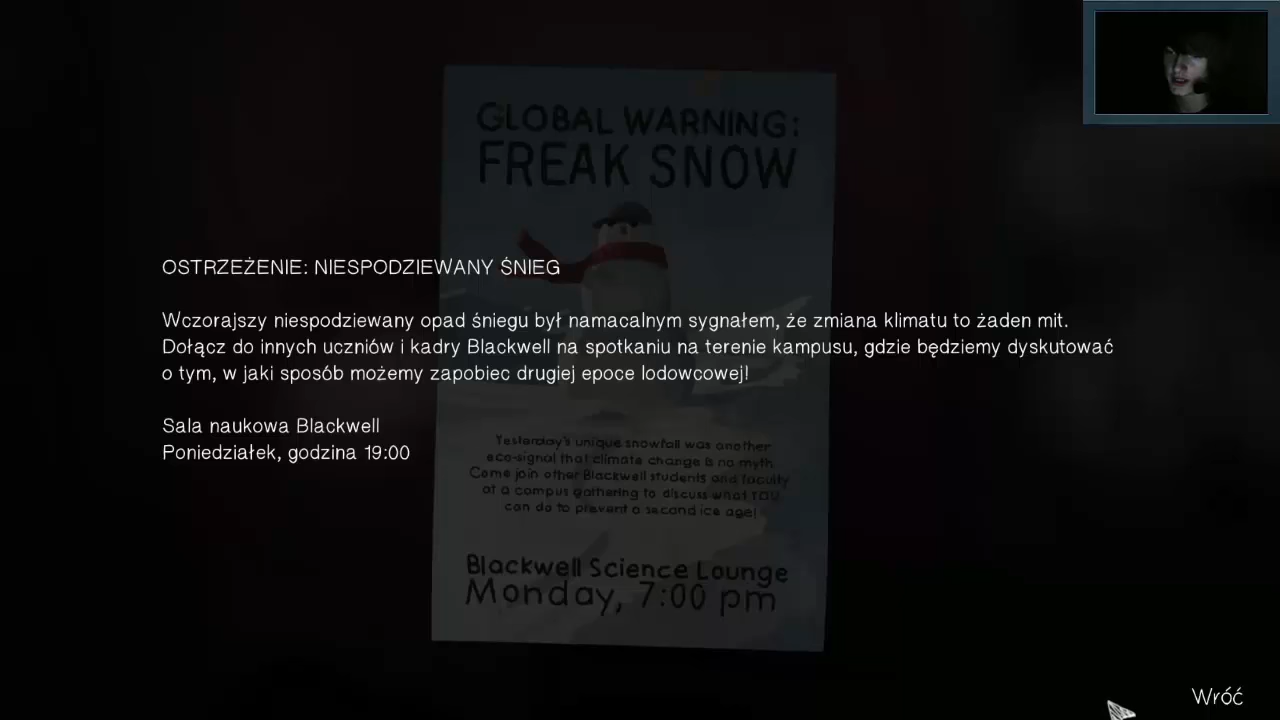 GLOBAL WARNING:
FREAK SNOW
OSTRZEŻENIE: NIESPODZIEWANY ŚNIEG
Wczorajszy niespodziewany opad śniegu był namacalnym sygnałem, że zmiana klimatu to żaden mit.
Dołącz do innych uczniów i kadry Blackwell na spotkaniu na terenie kampusu, gdzie będziemy dyskutować
o tym, w jaki sposób możemy zapobiec drugiej epoce lodowcowej!
Sala naukowa Blackwell
Poniedziałek, godzina 19:00
Yesterday's unique snowfall was another
eco-signal that climate change is no myth.
Come join other Blackwell students and faculty
at a campus gathering to discuss what YOU
can do to prevent a second ice age!
Blackwell Science Lounge
Monday, 7:00 pm
Wróć